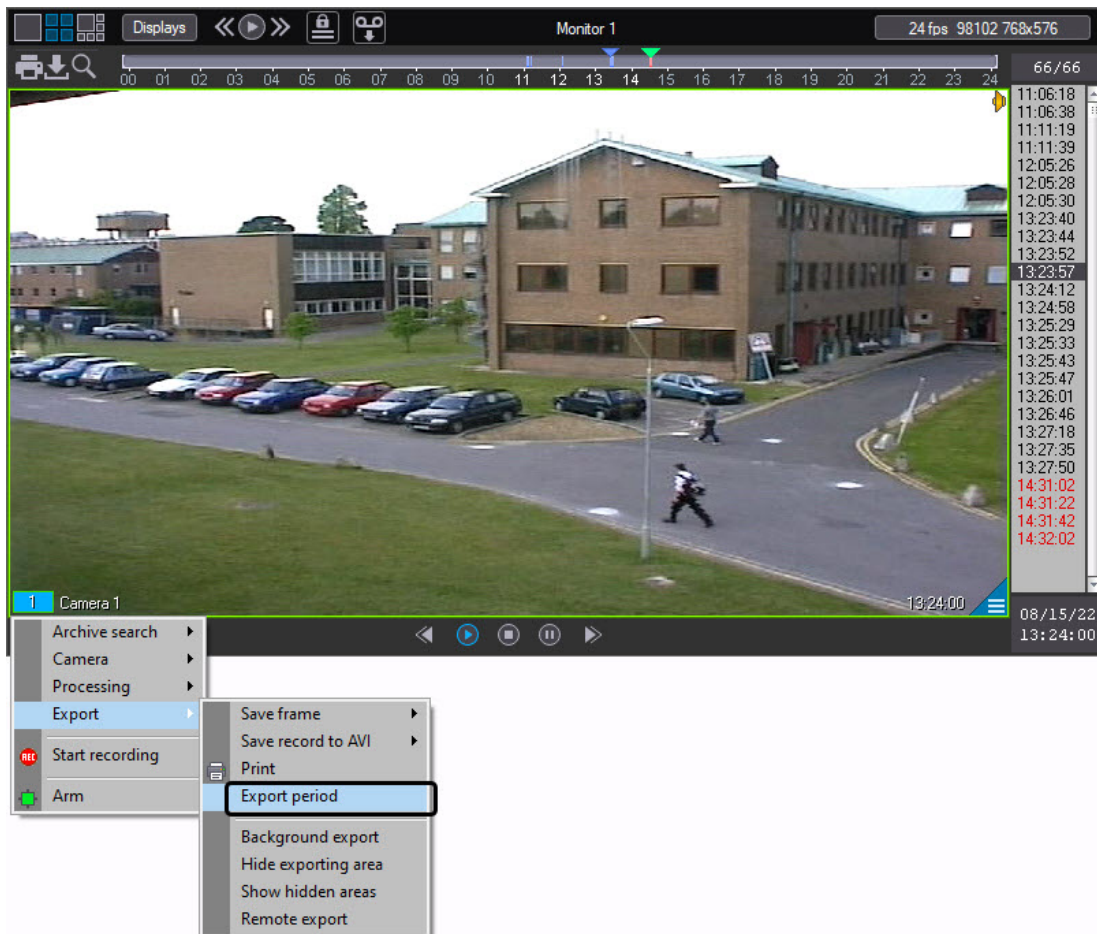 Displays
Monitor 1
24 fps 98102 768x576
00 01 02 03 04 05 06 07 08 09 10 11 12 13 14 15 16 17 18 19 20 21 22 23 24
66/66
11:06:18
11:06:38
11:11:19
11:11:39
12:05:26
12:05:28
12:05:30
13:23:40
13:23:44
13:23:52
13:23:57
13:24:12
13:24:58
13:25:29
13:25:33
13:25:43
13:25:47
13:26:01
13:26:46
13:27:18
13:27:35
13:27:50
14:31:02
14:31:22
14:31:42
14:32:02
1 Camera 1
13:24:00
08/15/22
13:24:00
Archive search
Camera
Processing
Export
REC Start recording
Arm
Save frame
Save record to AVI
Print
Export period
Background export
Hide exporting area
Show hidden areas
Remote export